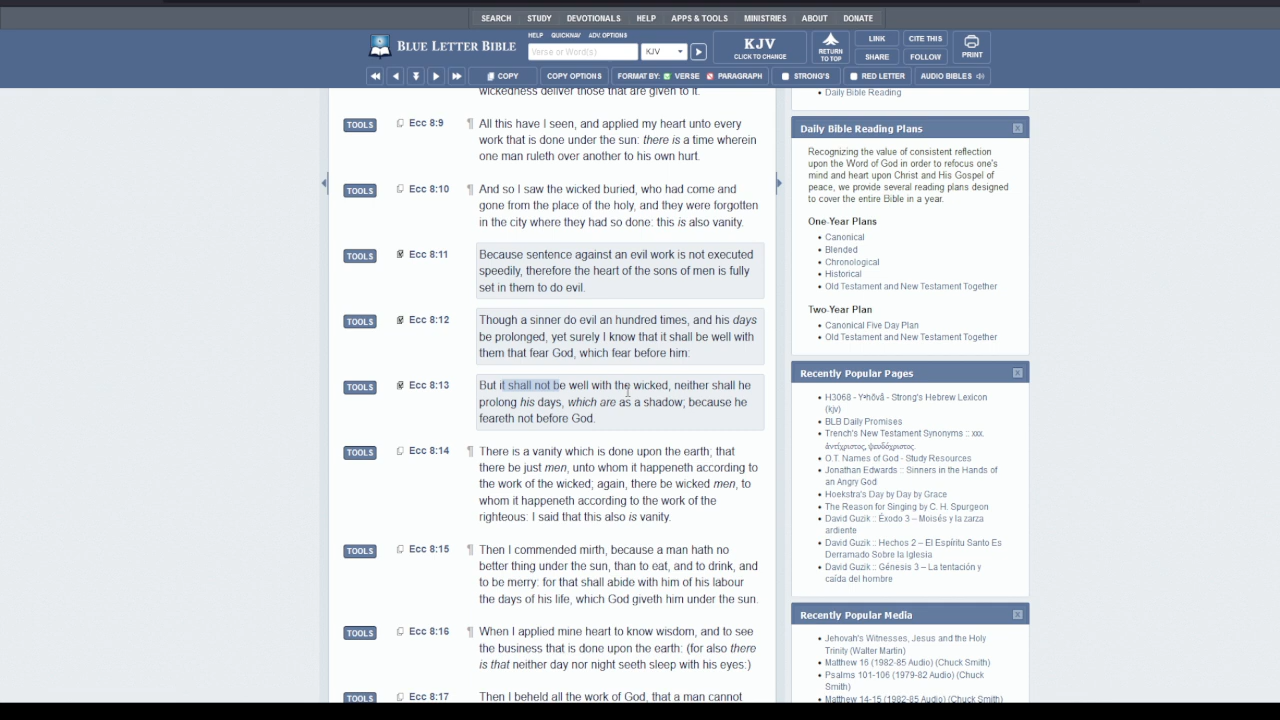 SEARCH STUDY DEVOTIONALS HELP APPS & TOOLS MINISTRIES ABOUT DONATE
BLUE LETTER BIBLE
HELP QUICKNAV ADV. OPTIONS
Verse or Word(s) KJV
KJV
CLICK TO CHANGE
RETURN
TO TOP
LINK CITE THIS
SHARE FOLLOW
PRINT
COPY COPY OPTIONS FORMAT BY: VERSE PARAGRAPH STRONG'S RED LETTER AUDIO BIBLES
wickedness deliver those that are given to it.
TOOLS Ecc 8:9 ¶ All this have I seen, and applied my heart unto every
work that is done under the sun: there is a time wherein
one man ruleth over another to his own hurt.
TOOLS Ecc 8:10 ¶ And so I saw the wicked buried, who had come and
gone from the place of the holy, and they were forgotten
in the city where they had so done: this is also vanity.
TOOLS Ecc 8:11 Because sentence against an evil work is not executed
speedily, therefore the heart of the sons of men is fully
set in them to do evil.
TOOLS Ecc 8:12 Though a sinner do evil an hundred times, and his days
be prolonged, yet surely I know that it shall be well with
them that fear God, which fear before him:
TOOLS Ecc 8:13 But it shall not be well with the wicked, neither shall he
prolong his days, which are as a shadow; because he
feareth not before God.
TOOLS Ecc 8:14 ¶ There is a vanity which is done upon the earth; that
there be just men, unto whom it happeneth according to
the work of the wicked; again, there be wicked men, to
whom it happeneth according to the work of the
righteous: I said that this also is vanity.
TOOLS Ecc 8:15 ¶ Then I commended mirth, because a man hath no
better thing under the sun, than to eat, and to drink, and
to be merry: for that shall abide with him of his labour
the days of his life, which God giveth him under the sun.
TOOLS Ecc 8:16 ¶ When I applied mine heart to know wisdom, and to see
the business that is done upon the earth: (for also there
is that neither day nor night seeth sleep with his eyes:)
TOOLS Ecc 8:17 Then I beheld all the work of God, that a man cannot
• Daily Bible Reading
Daily Bible Reading Plans
Recognizing the value of consistent reflection
upon the Word of God in order to refocus one's
mind and heart upon Christ and His Gospel of
peace, we provide several reading plans designed
to cover the entire Bible in a year.
One-Year Plans
• Canonical
• Blended
• Chronological
• Historical
• Old Testament and New Testament Together
Two-Year Plan
• Canonical Five Day Plan
• Old Testament and New Testament Together
Recently Popular Pages
• H3068 - Yᵊhōvâ - Strong's Hebrew Lexicon
(kjv)
• BLB Daily Promises
• Trench's New Testament Synonyms :: xxx.
ἀντίχριστος, ψευδόχριστος.
• O.T. Names of God - Study Resources
• Jonathan Edwards :: Sinners in the Hands of
an Angry God
• Hoekstra's Day by Day by Grace
• The Reason for Singing by C. H. Spurgeon
• David Guzik :: Éxodo 3 – Moisés y la zarza
ardiente
• David Guzik :: Hechos 2 – El Espíritu Santo Es
Derramado Sobre la Iglesia
• David Guzik :: Génesis 3 – La tentación y
caída del hombre
Recently Popular Media
• Jehovah's Witnesses, Jesus and the Holy
Trinity (Walter Martin)
• Matthew 16 (1982-85 Audio) (Chuck Smith)
• Psalms 101-106 (1979-82 Audio) (Chuck
Smith)
• Matthew 14-15 (1982-85 Audio) (Chuck Smith)